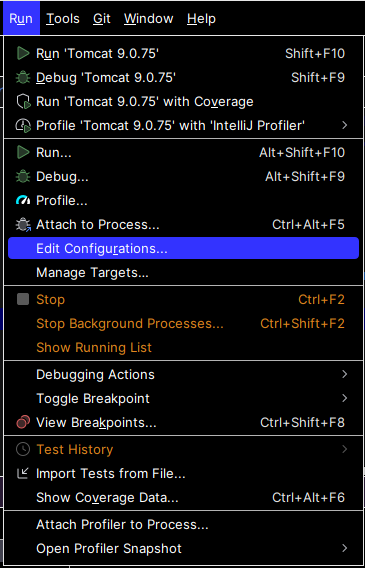 Run Tools Git Window Help
Run 'Tomcat 9.0.75' Shift+F10
Debug 'Tomcat 9.0.75' Shift+F9
Run 'Tomcat 9.0.75' with Coverage
Profile 'Tomcat 9.0.75' with 'IntelliJ Profiler'
Run... Alt+Shift+F10
Debug... Alt+Shift+F9
Profile...
Attach to Process... Ctrl+Alt+F5
Edit Configurations...
Manage Targets...
Stop Ctrl+F2
Stop Background Processes... Ctrl+Shift+F2
Show Running List
Debugging Actions
Toggle Breakpoint
View Breakpoints... Ctrl+Shift+F8
Test History
Import Tests from File...
Show Coverage Data... Ctrl+Alt+F6
Attach Profiler to Process...
Open Profiler Snapshot